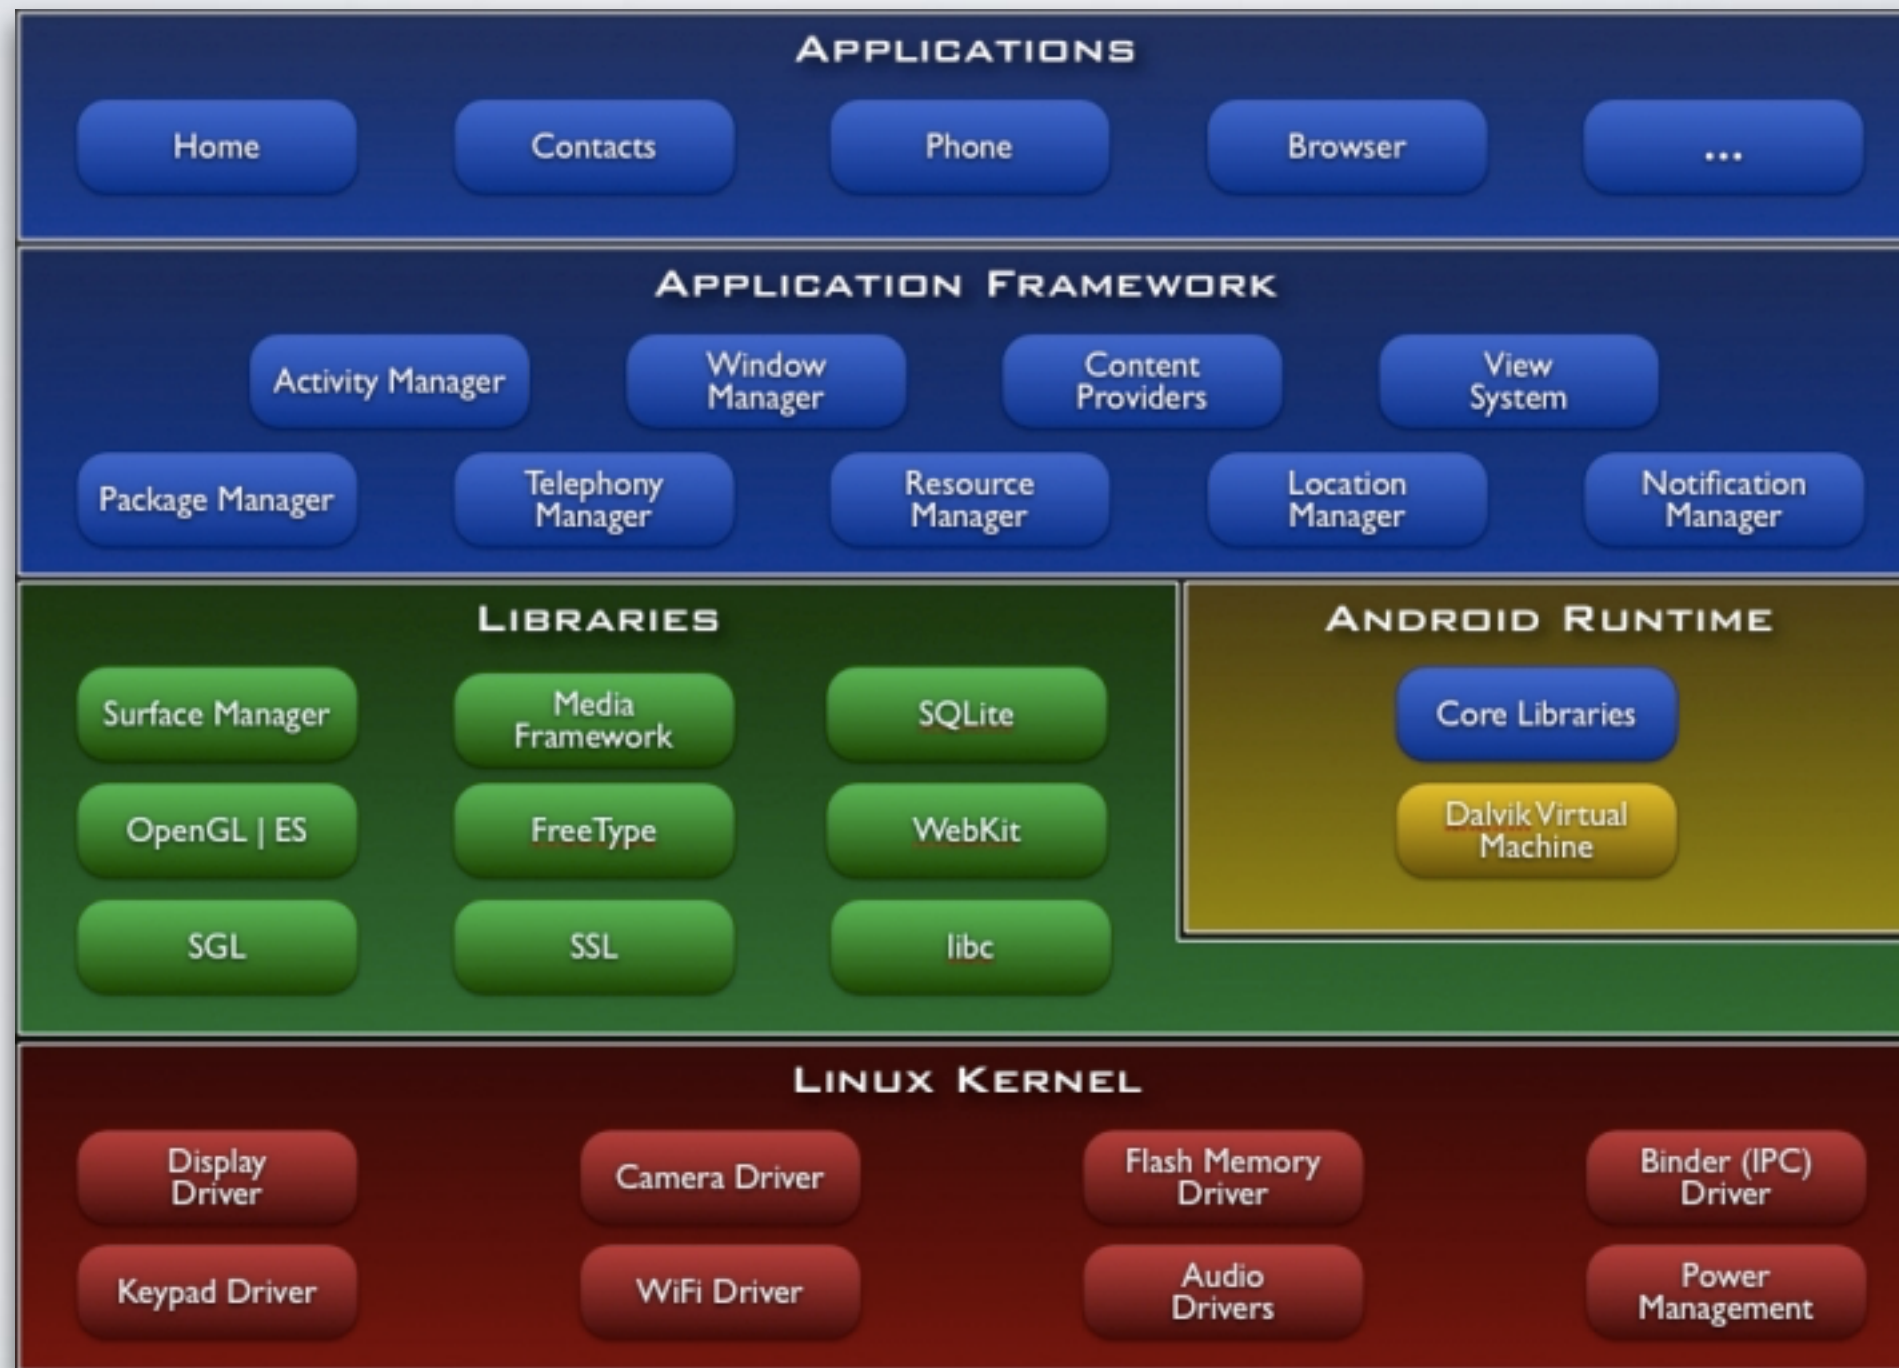 APPLICATIONS
Home
Contacts
Phone
Browser
...
APPLICATION FRAMEWORK
Activity Manager
Window
Manager
Content
Providers
View
System
Package Manager
Telephony
Manager
Resource
Manager
Location
Manager
Notification
Manager
LIBRARIES
Surface Manager
Media
Framework
SQLite
OpenGL | ES
FreeType
WebKit
SGL
SSL
libc
ANDROID RUNTIME
Core Libraries
Dalvik Virtual
Machine
LINUX KERNEL
Display
Driver
Camera Driver
Flash Memory
Driver
Binder (IPC)
Driver
Keypad Driver
WiFi Driver
Audio
Drivers
Power
Management